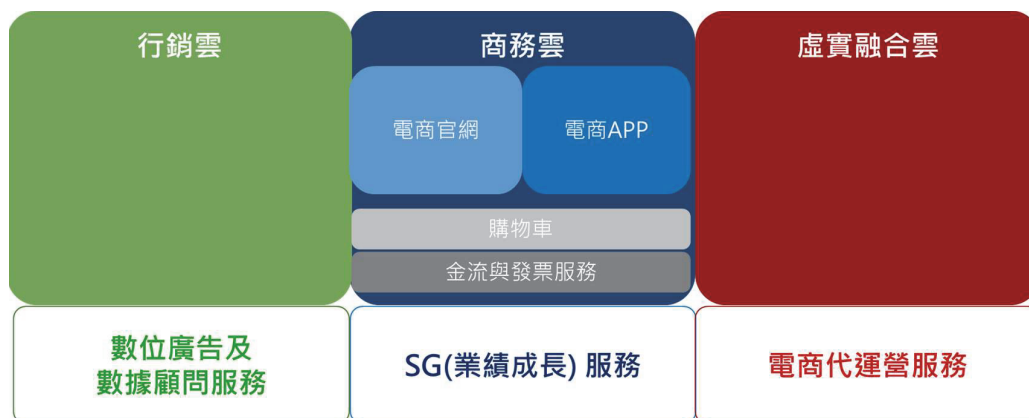 行銷雲
商務雲
虛實融合雲
電商官網
電商APP
購物車
金流與發票服務
數位廣告及
數據顧問服務
SG(業績成長) 服務
電商代運營服務